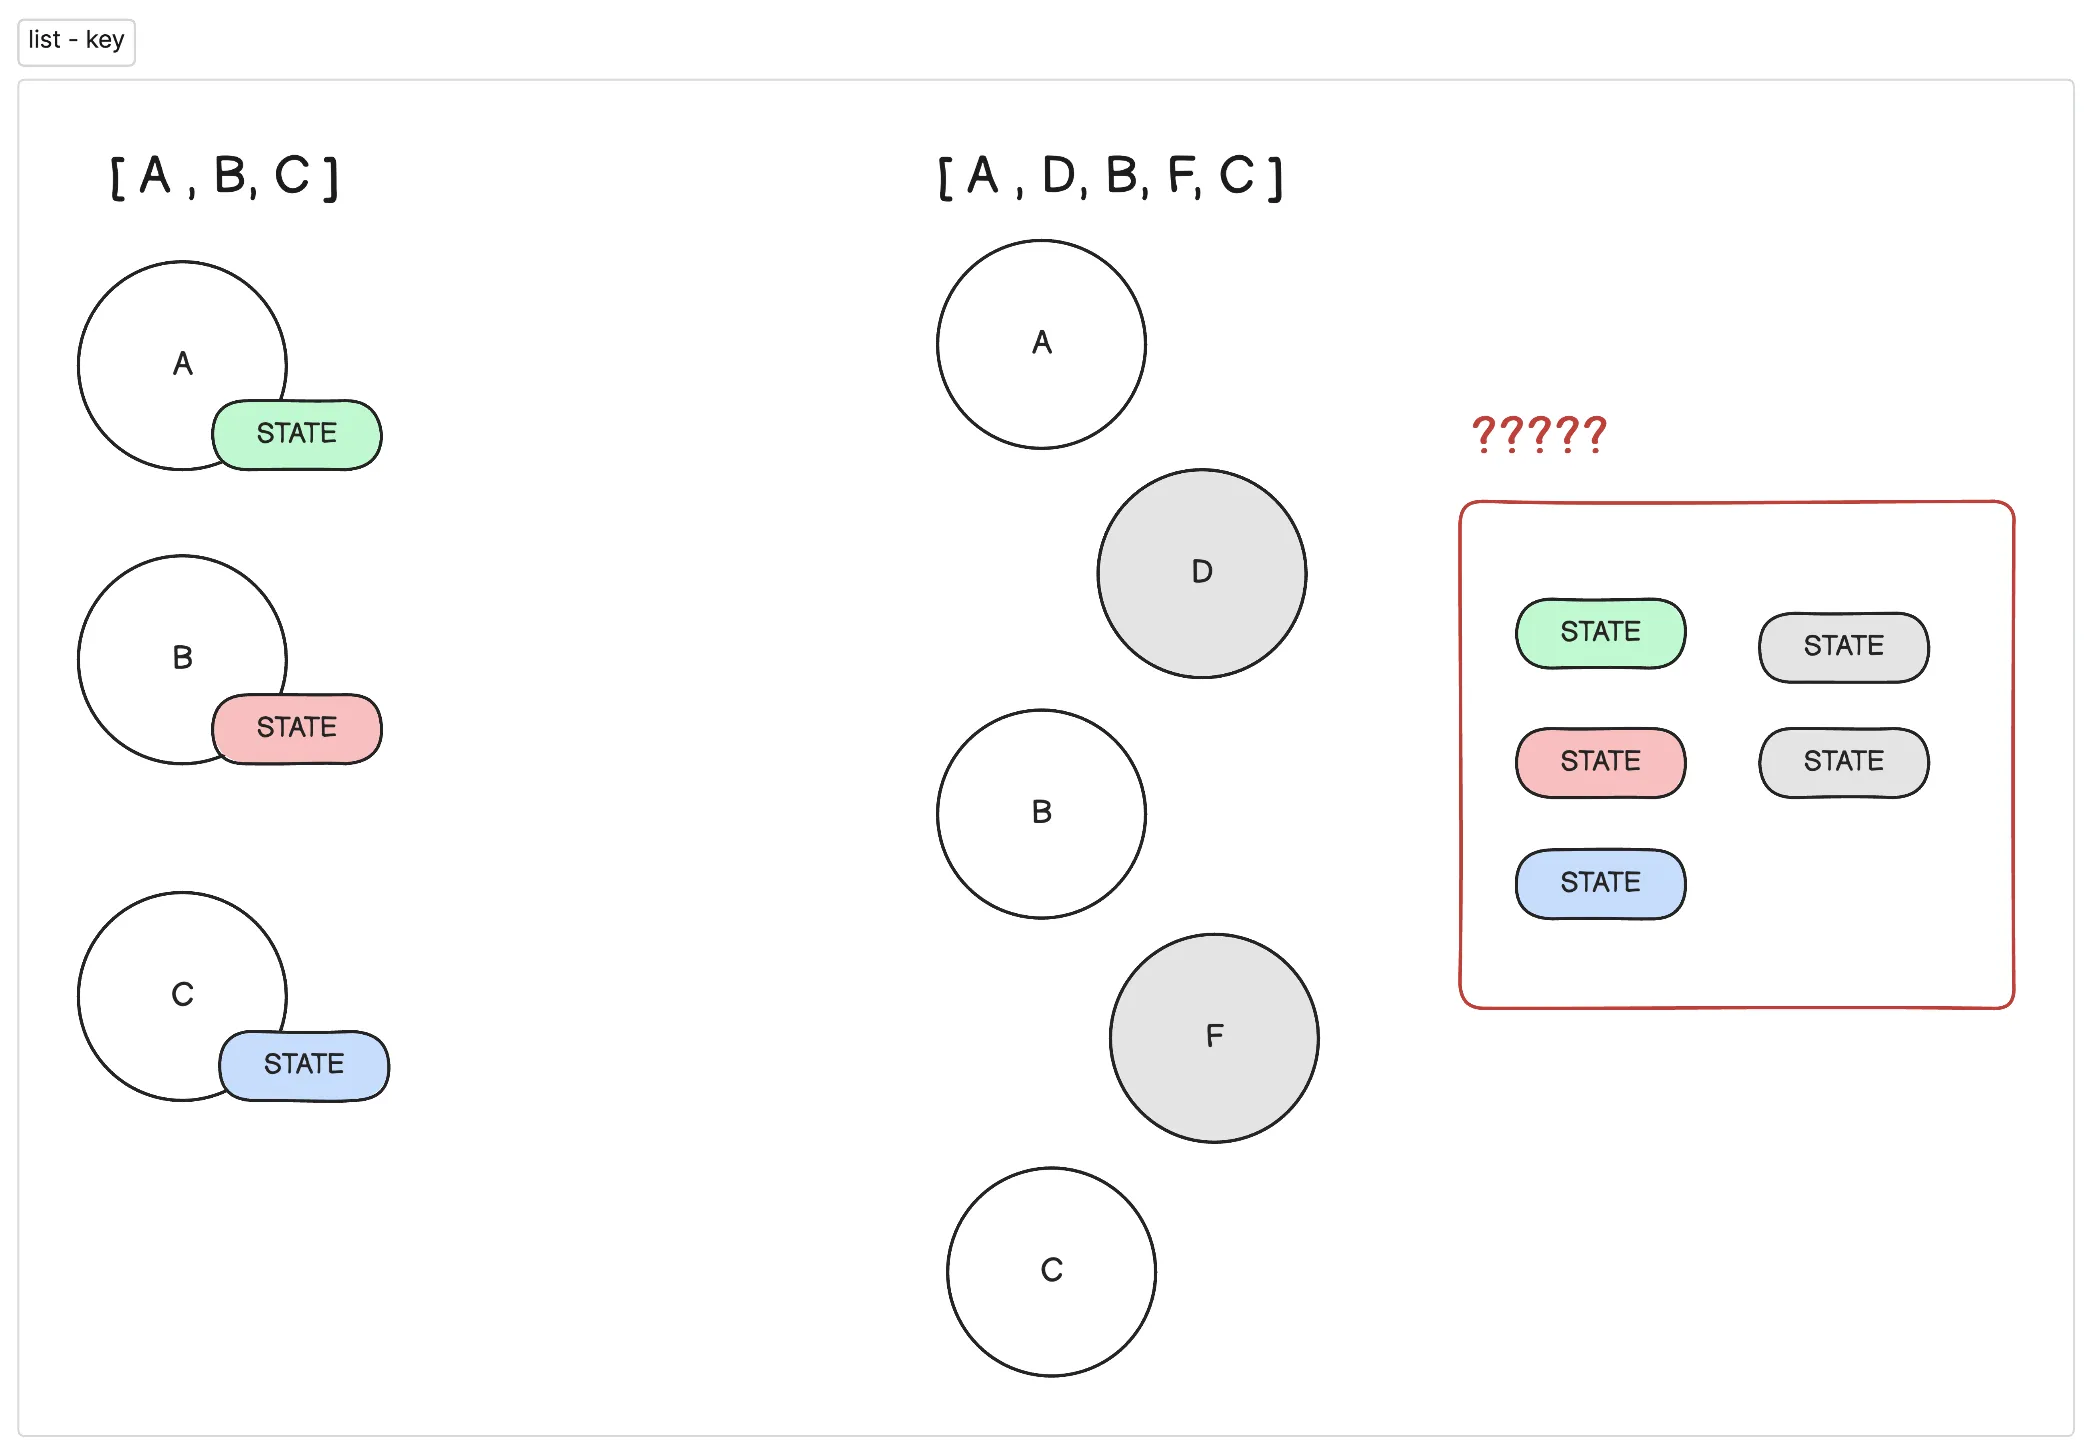 list - key
[ A , B, C ]
[ A , D, B, F, C ]
A
STATE
B
STATE
C
STATE
A
D
B
F
C
?????
STATE
STATE
STATE
STATE
STATE